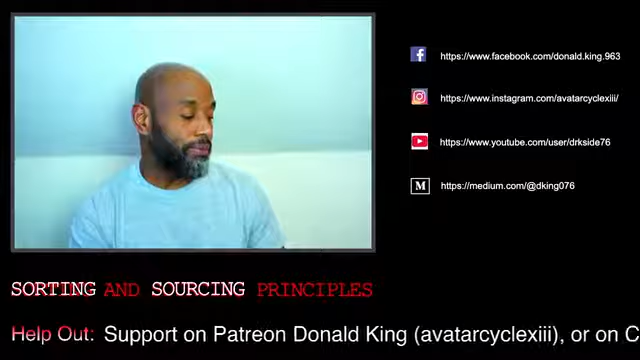 https://www.facebook.com/donald.king.963
https://www.instagram.com/avatarcyclexiii/
https://www.youtube.com/user/drkside76
M https://medium.com/@dking076
SORTING AND SOURCING PRINCIPLES
Help Out: Support on Patreon Donald King (avatarcyclexiii), or on C